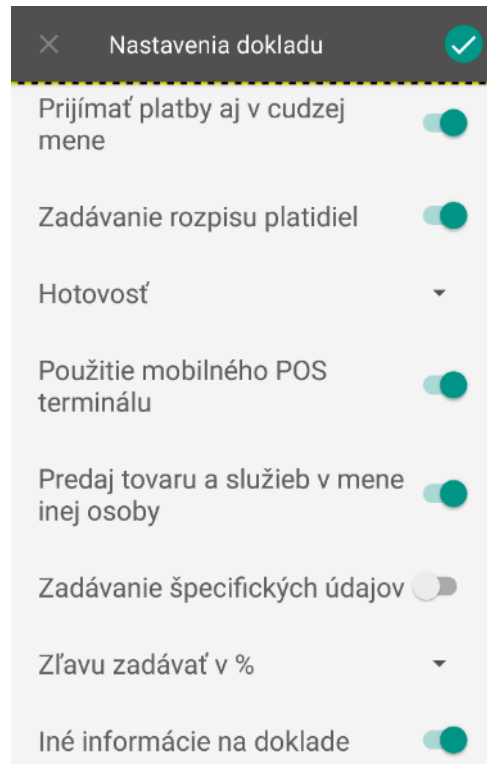 Nastavenia dokladu
Prijímať platby aj v cudzej
mene
Zadávanie rozpisu platidiel
Hotovosť
Použitie mobilného POS
terminálu
Predaj tovaru a služieb v mene
inej osoby
Zadávanie špecifických údajov
Zľavu zadávať v %
Iné informácie na doklade